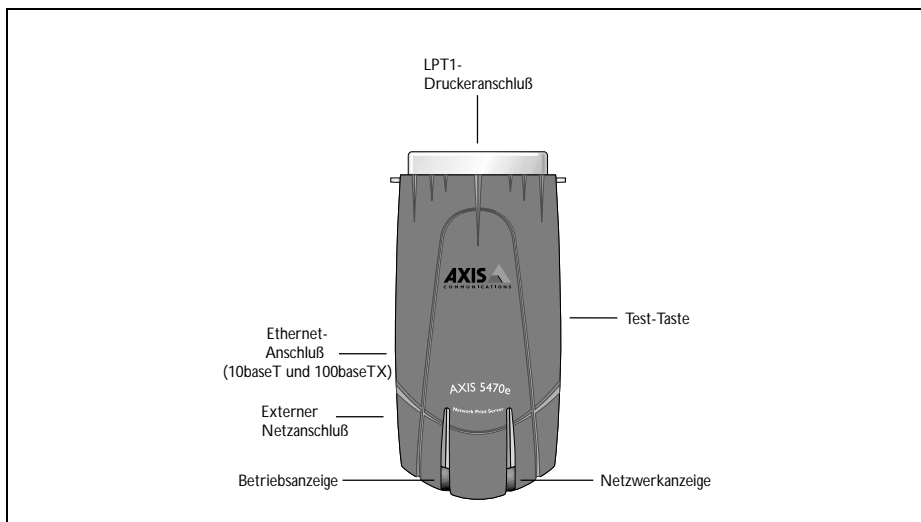 LPT1-
Druckeranschluß
AXIS
COMMUNICATIONS
Test-Taste
Ethernet-
Anschluß
(10baseT und 100baseTX)
AXIS 5470e
Network Print Server
Externer
Netzanschluß
Betriebsanzeige
Netzwerkanzeige